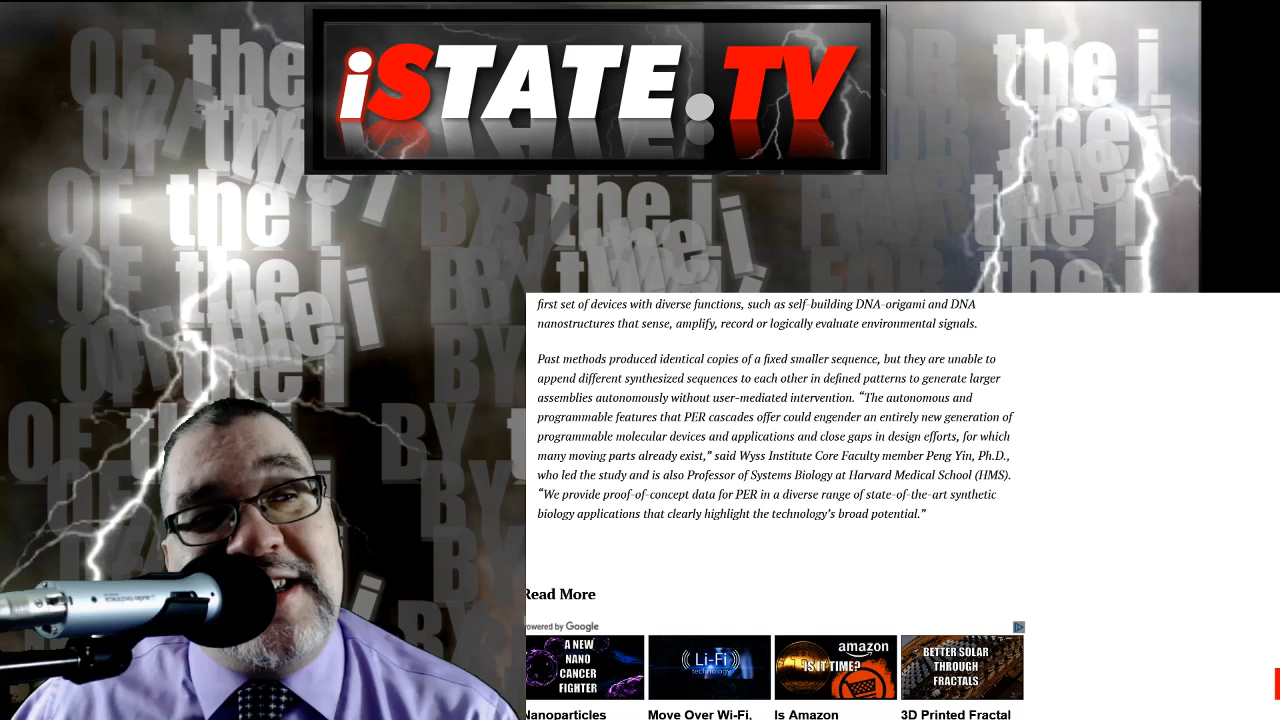 iSTATE.TV
OF the i
BY the i
FOR the i
first set of devices with diverse functions, such as self-building DNA-origami and DNA
nanostructures that sense, amplify, record or logically evaluate environmental signals.
Past methods produced identical copies of a fixed smaller sequence, but they are unable to
append different synthesized sequences to each other in defined patterns to generate larger
assemblies autonomously without user-mediated intervention. “The autonomous and
programmable features that PER cascades offer could engender an entirely new generation of
programmable molecular devices and applications and close gaps in design efforts, for which
many moving parts already exist,” said Wyss Institute Core Faculty member Peng Yin, Ph.D.,
who led the study and is also Professor of Systems Biology at Harvard Medical School (HMS).
“We provide proof-of-concept data for PER in a diverse range of state-of-the-art synthetic
biology applications that clearly highlight the technology’s broad potential.”
Read More
owered by Google
A NEW
NANO
CANCER
FIGHTER
Li-Fi
technology
amazon
IS IT TIME?
BETTER SOLAR
THROUGH
FRACTALS
Nanoparticles
Move Over Wi-Fi,
Is Amazon
3D Printed Fractal
audio-technica